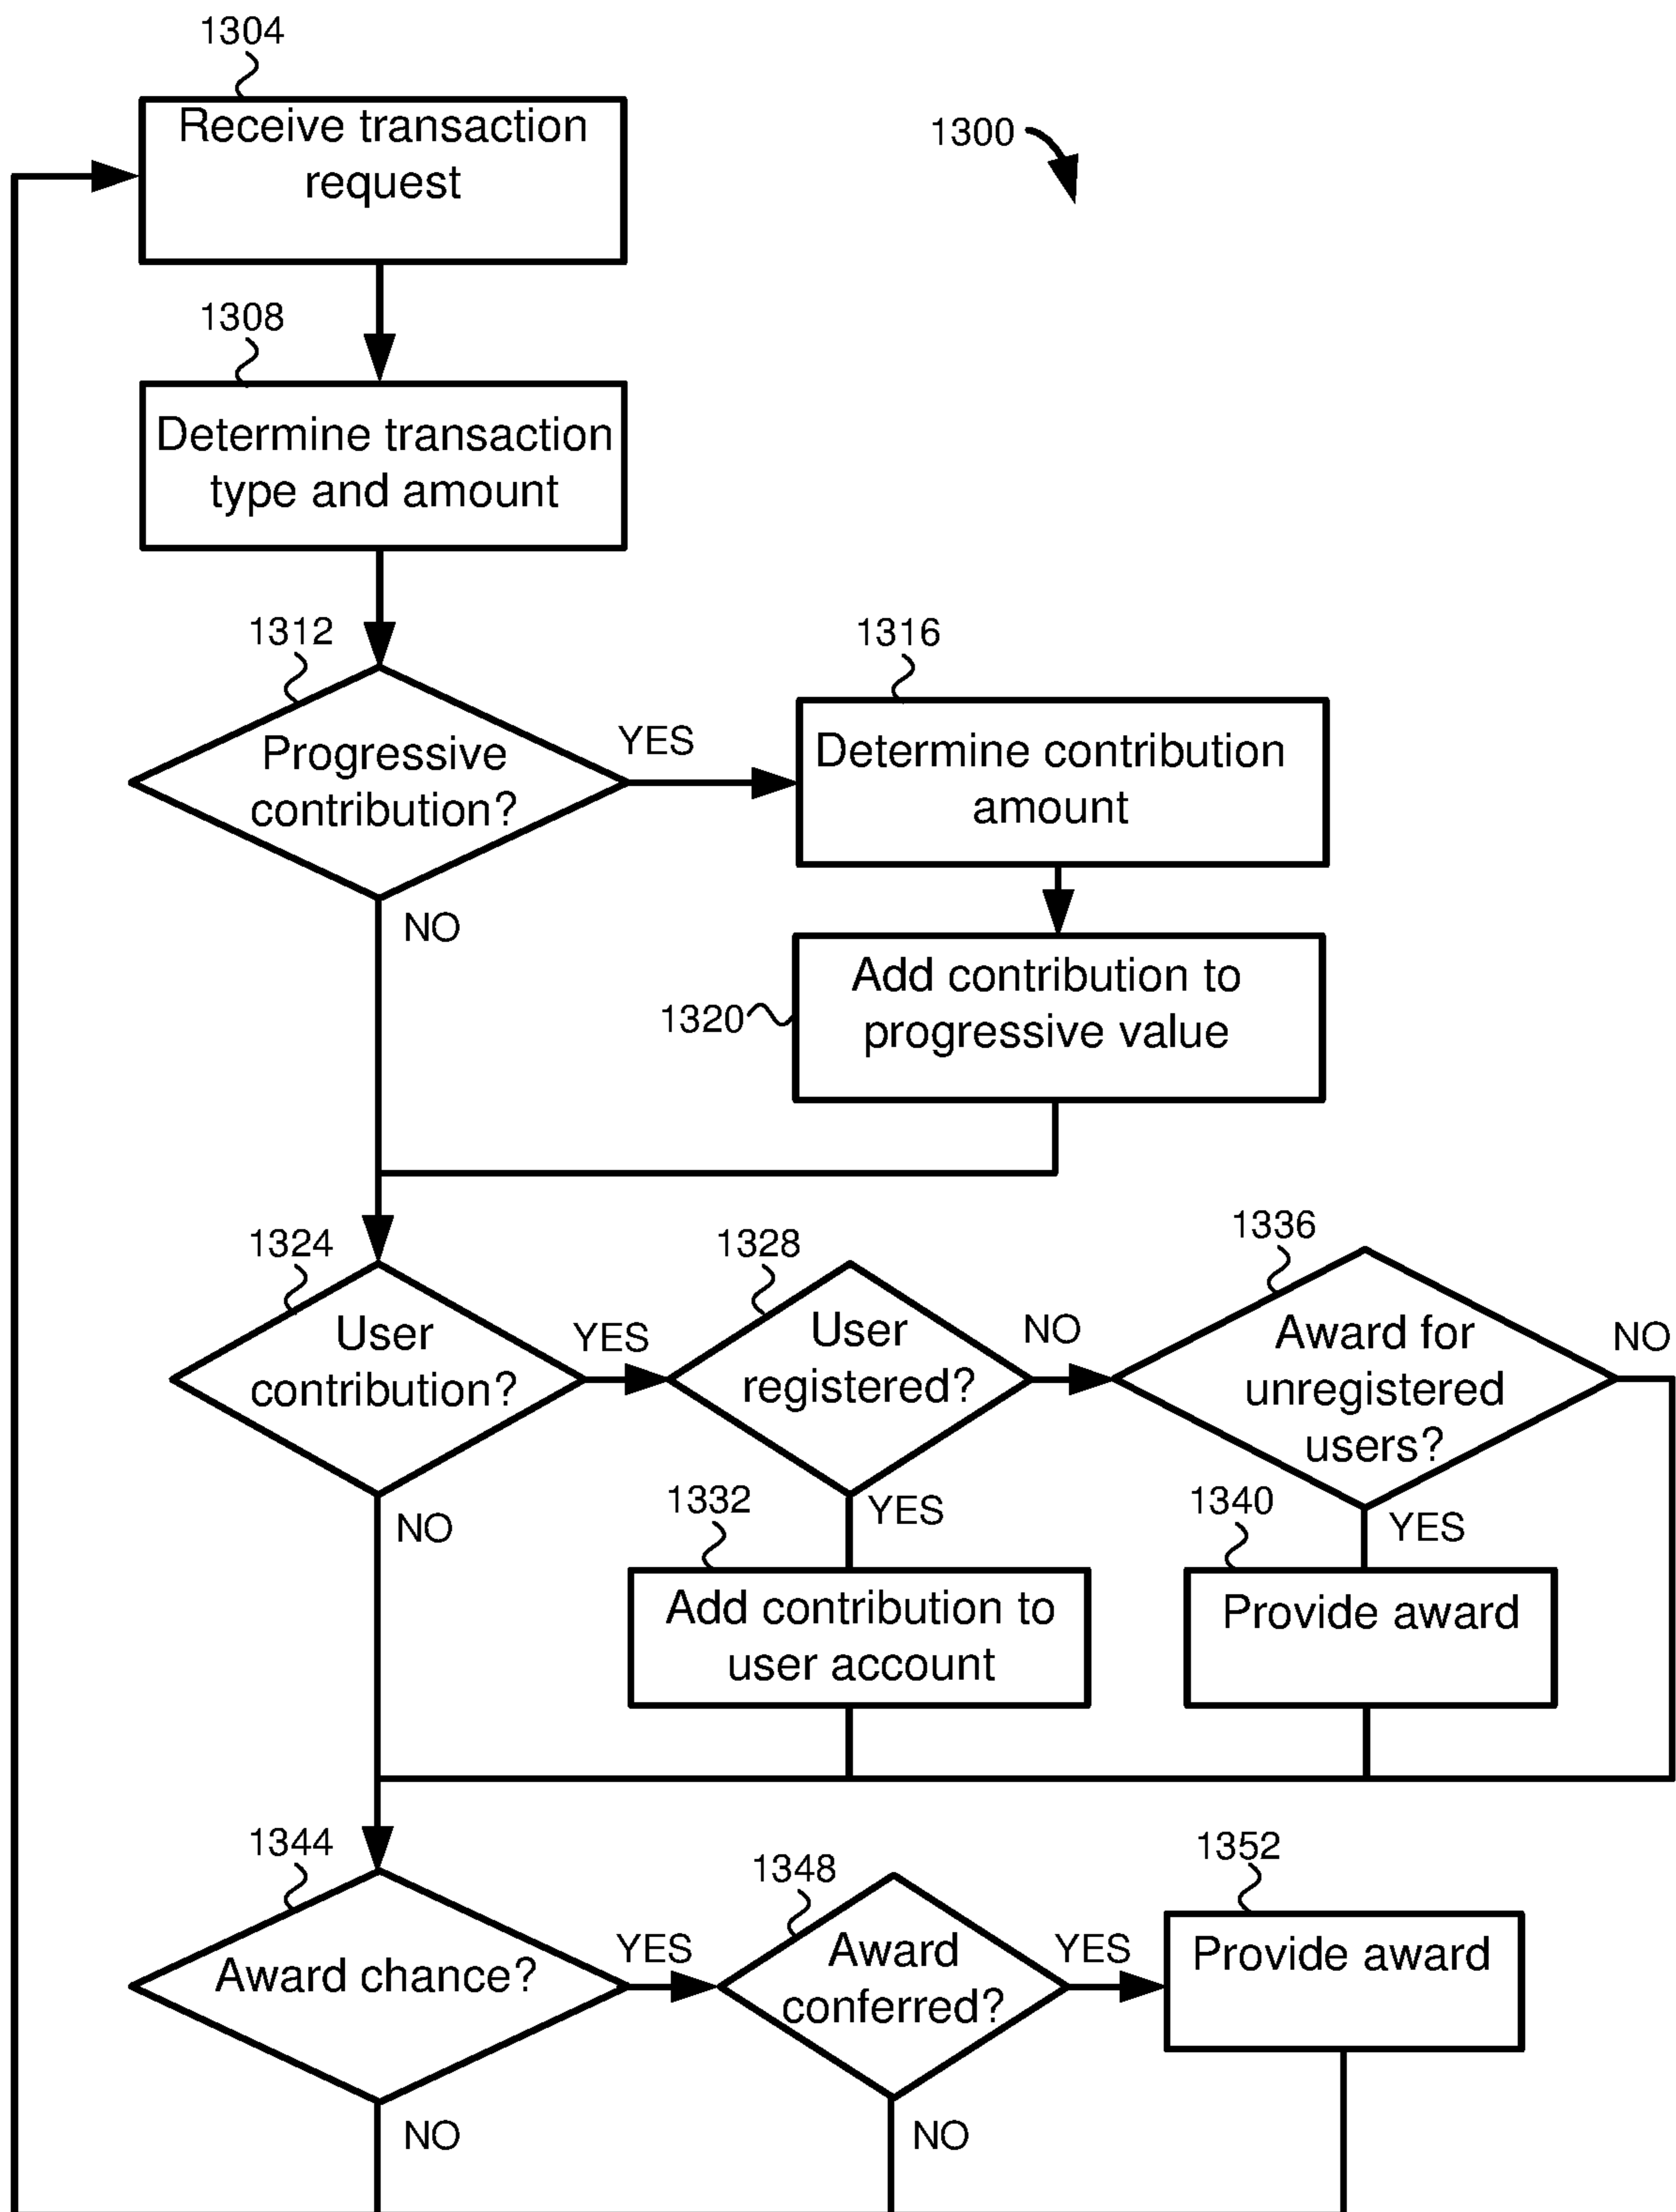 1304
Receive transaction
request
1300
1308
Determine transaction
type and amount
1312
Progressive
contribution?
YES
NO
1316
Determine contribution
amount
1320
Add contribution to
progressive value
1324
User
contribution?
YES
NO
1328
User
registered?
NO
YES
1336
Award for
unregistered
users?
NO
YES
1332
Add contribution to
user account
1340
Provide award
1344
Award chance?
YES
NO
1348
Award
conferred?
YES
NO
1352
Provide award